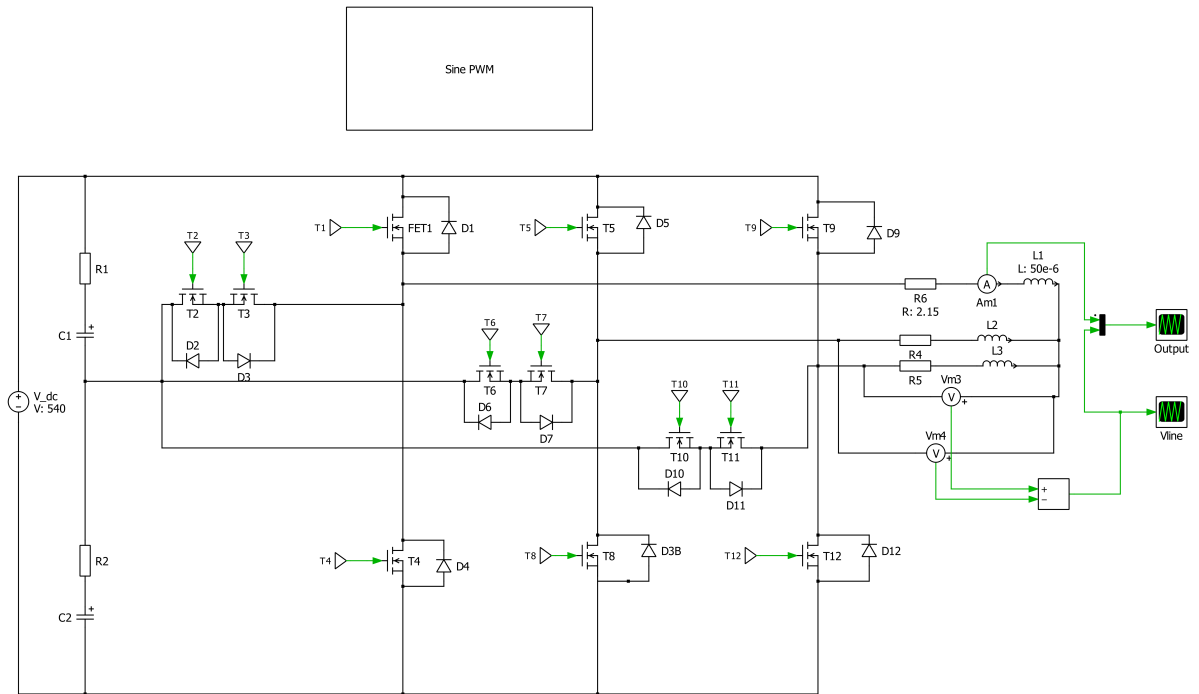 Sine PWM
T1
FET1
D1
T5
T5
D5
T9
T9
D9
T2
T3
R1
T2
T3
D2
D3
C1
+
V_dc
V: 540
+
−
T6
T7
T6
T7
D6
D7
T10
T11
T10
T11
D10
D11
R6
R: 2.15
A
Am1
L1
L: 50e-6
R4
L2
R5
L3
Vm3
V
+
Vm4
V
+
+
−
Output
Vline
R2
C2
+
T4
T4
D4
T8
T8
D3B
T12
T12
D12